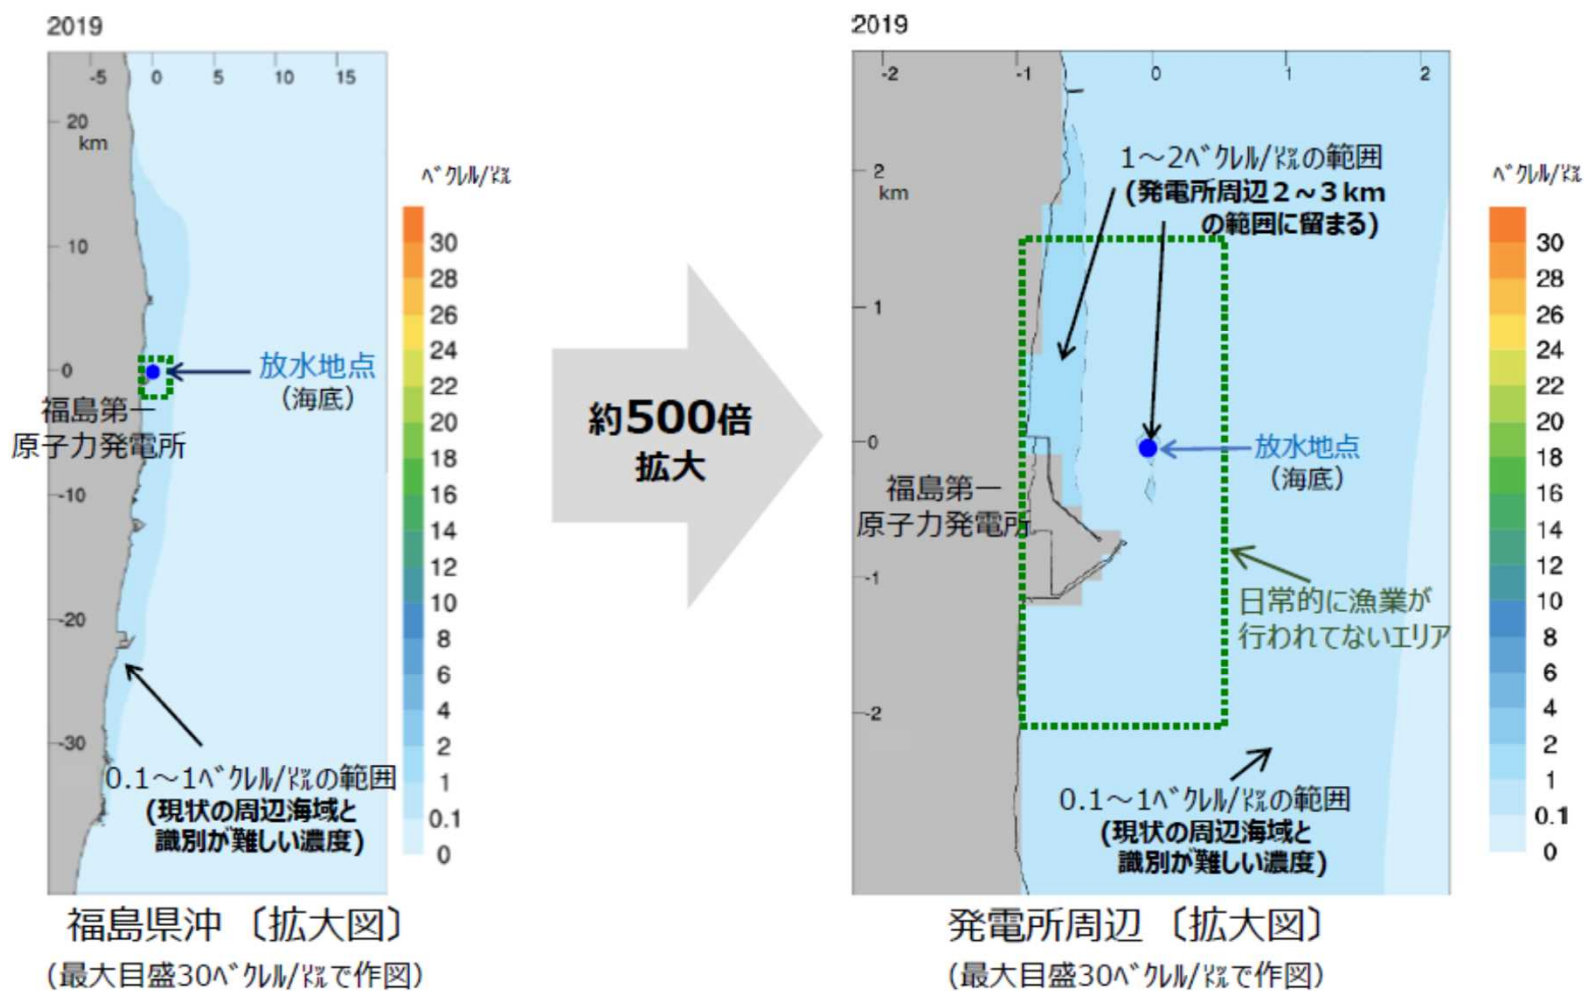 2019
-5 0 5 10 15
20
km
10
0
-10
-20
-30
放水地点
(海底)
福島第一
原子力発電所
0.1～1ﾍﾞｸﾚﾙ/㍑の範囲
(現状の周辺海域と
識別が難しい濃度)
ﾍﾞｸﾚﾙ/㍑
30
28
26
24
22
20
18
16
14
12
10
8
6
4
2
1
0.1
0
福島県沖〔拡大図〕
(最大目盛30ﾍﾞｸﾚﾙ/㍑で作図)
約500倍
拡大
2019
-2 -1 0 1 2
2
km
1
0
-1
-2
1～2ﾍﾞｸﾚﾙ/㍑の範囲
(発電所周辺２～３km
の範囲に留まる)
放水地点
(海底)
福島第一
原子力発電所
日常的に漁業が
行われてないエリア
0.1～1ﾍﾞｸﾚﾙ/㍑の範囲
(現状の周辺海域と
識別が難しい濃度)
ﾍﾞｸﾚﾙ/㍑
30
28
26
24
22
20
18
16
14
12
10
8
6
4
2
1
0.1
0
発電所周辺〔拡大図〕
(最大目盛30ﾍﾞｸﾚﾙ/㍑で作図)